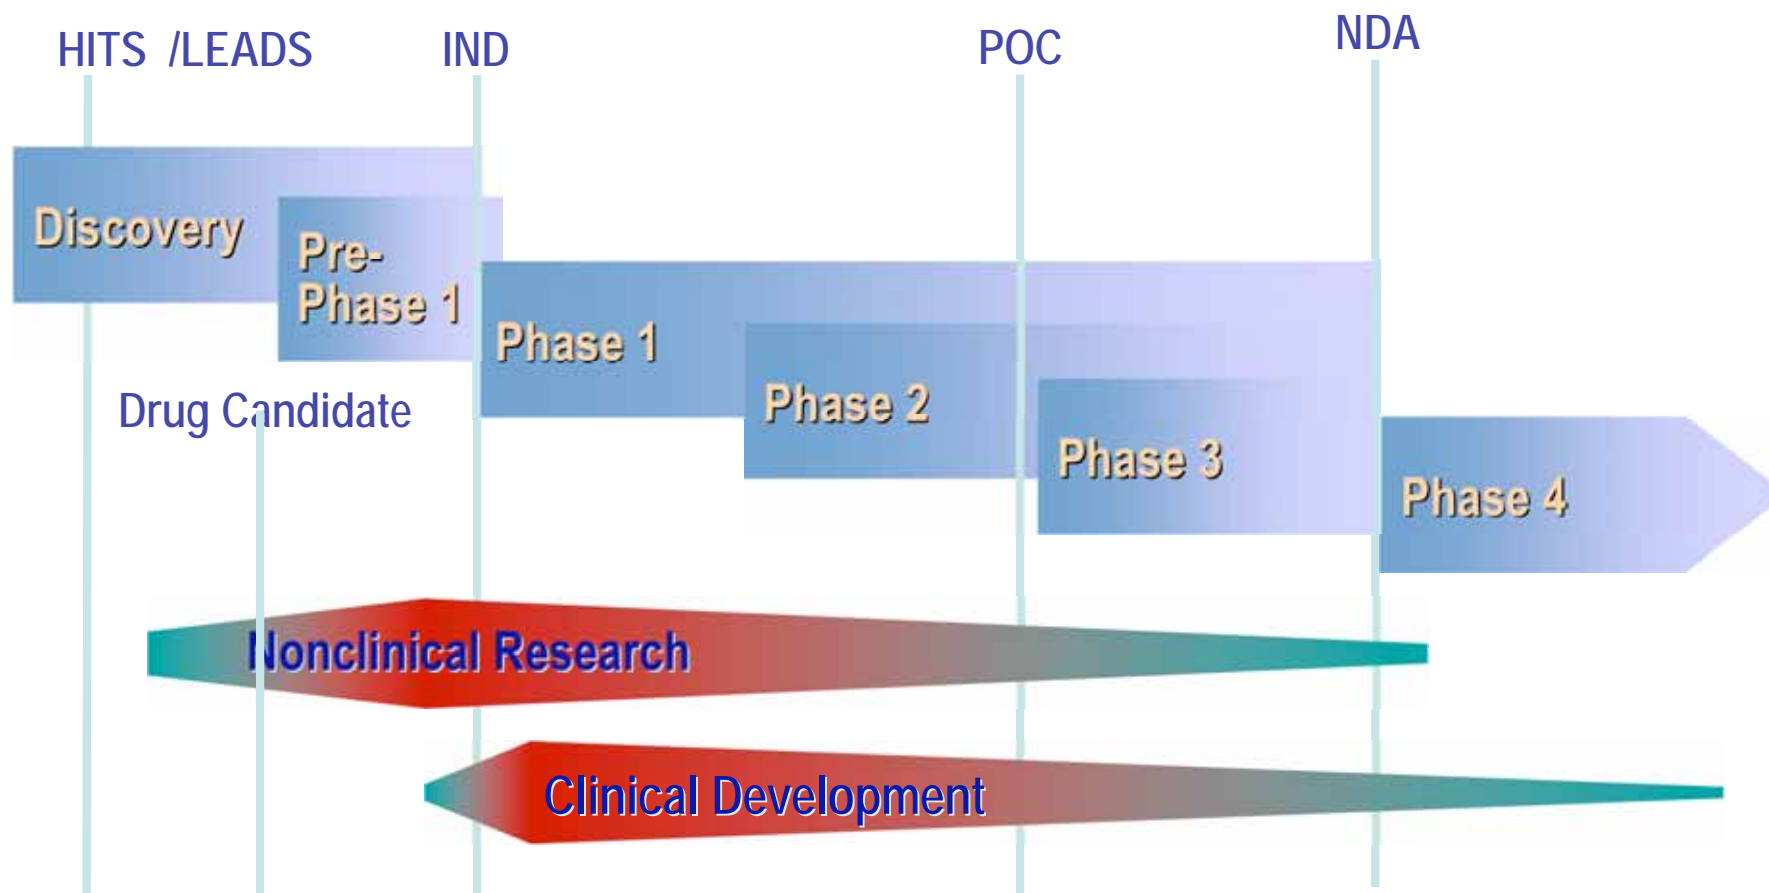 HITS /LEADS
IND
POC
NDA
Discovery
Pre-
Phase 1
Phase 1
Phase 2
Phase 3
Phase 4
Drug Candidate
Nonclinical Research
Clinical Development